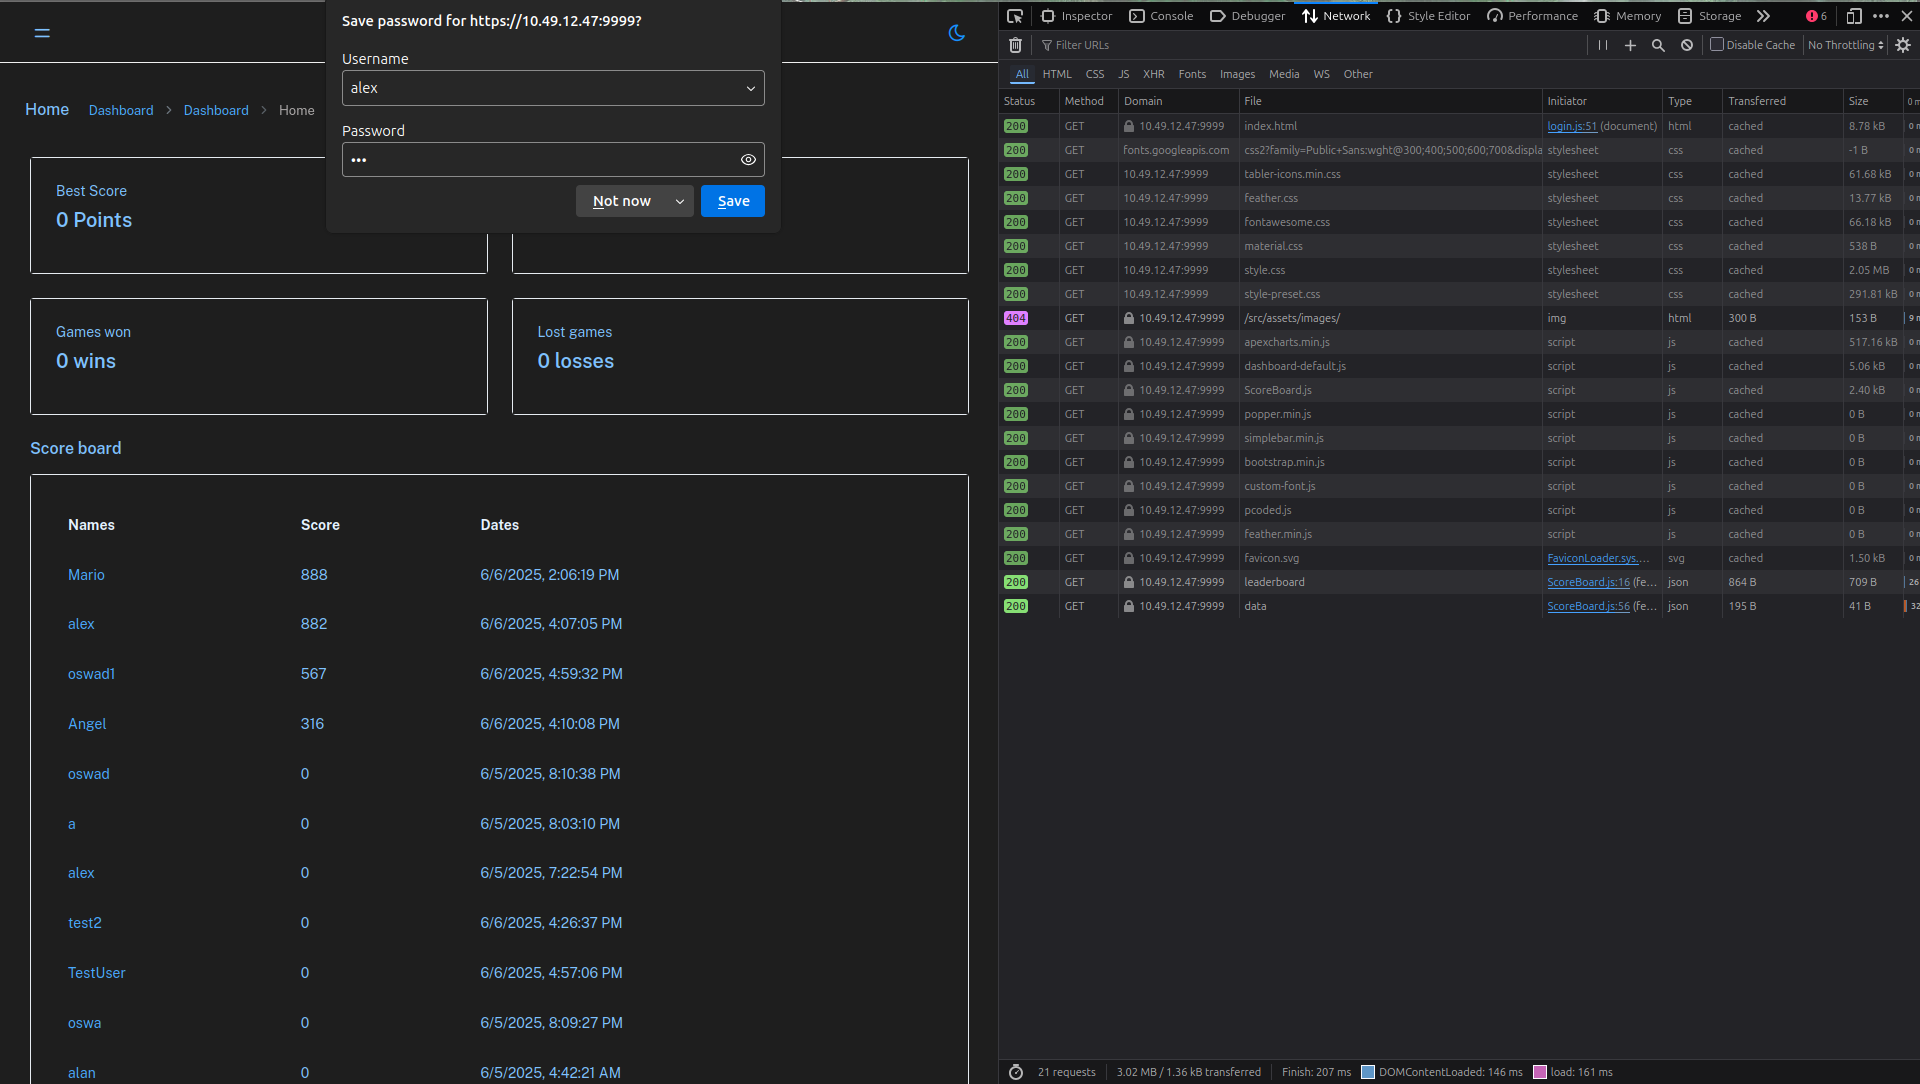 Save password for https://10.49.12.47:9999?
Username
alex
Password
•••
Not now
Save
Home Dashboard > Dashboard > Home
Best Score
0 Points
Games won
0 wins
Lost games
0 losses
Score board
Names Score Dates
Mario 888 6/6/2025, 2:06:19 PM
alex 882 6/6/2025, 4:07:05 PM
oswad1 567 6/6/2025, 4:59:32 PM
Angel 316 6/6/2025, 4:10:08 PM
oswad 0 6/5/2025, 8:10:38 PM
a 0 6/5/2025, 8:03:10 PM
alex 0 6/5/2025, 7:22:54 PM
test2 0 6/6/2025, 4:26:37 PM
TestUser 0 6/6/2025, 4:57:06 PM
oswa 0 6/5/2025, 8:09:27 PM
alan 0 6/5/2025, 4:42:21 AM
Inspector Console Debugger Network Style Editor Performance Memory Storage 6
Filter URLs Disable Cache No Throttling
All HTML CSS JS XHR Fonts Images Media WS Other
Status Method Domain File Initiator Type Transferred Size 0 m
200 GET 10.49.12.47:9999 index.html login.js:51 (document) html cached 8.78 kB 0 m
200 GET fonts.googleapis.com css2?family=Public+Sans:wght@300;400;500;600;700&displa stylesheet css cached -1 B 0 m
200 GET 10.49.12.47:9999 tabler-icons.min.css stylesheet css cached 61.68 kB 0 m
200 GET 10.49.12.47:9999 feather.css stylesheet css cached 13.77 kB 0 m
200 GET 10.49.12.47:9999 fontawesome.css stylesheet css cached 66.18 kB 0 m
200 GET 10.49.12.47:9999 material.css stylesheet css cached 538 B 0 m
200 GET 10.49.12.47:9999 style.css stylesheet css cached 2.05 MB 0 m
200 GET 10.49.12.47:9999 style-preset.css stylesheet css cached 291.81 kB 0 m
404 GET 10.49.12.47:9999 /src/assets/images/ img html 300 B 153 B 9 m
200 GET 10.49.12.47:9999 apexcharts.min.js script js cached 517.16 kB 0 m
200 GET 10.49.12.47:9999 dashboard-default.js script js cached 5.06 kB 0 m
200 GET 10.49.12.47:9999 ScoreBoard.js script js cached 2.40 kB 0 m
200 GET 10.49.12.47:9999 popper.min.js script js cached 0 B 0 m
200 GET 10.49.12.47:9999 simplebar.min.js script js cached 0 B 0 m
200 GET 10.49.12.47:9999 bootstrap.min.js script js cached 0 B 0 m
200 GET 10.49.12.47:9999 custom-font.js script js cached 0 B 0 m
200 GET 10.49.12.47:9999 pcoded.js script js cached 0 B 0 m
200 GET 10.49.12.47:9999 feather.min.js script js cached 0 B 0 m
200 GET 10.49.12.47:9999 favicon.svg FaviconLoader.sys.… svg cached 1.50 kB 0 m
200 GET 10.49.12.47:9999 leaderboard ScoreBoard.js:16 (fe… json 864 B 709 B 26
200 GET 10.49.12.47:9999 data ScoreBoard.js:56 (fe… json 195 B 41 B 32
21 requests 3.02 MB / 1.36 kB transferred Finish: 207 ms DOMContentLoaded: 146 ms load: 161 ms